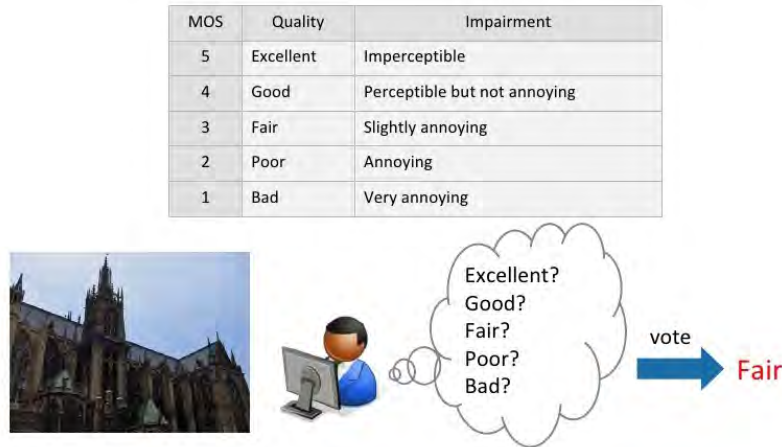 MOS Quality Impairment
5 Excellent Imperceptible
4 Good Perceptible but not annoying
3 Fair Slightly annoying
2 Poor Annoying
1 Bad Very annoying
Excellent?
Good?
Fair?
Poor?
Bad?
vote
Fair